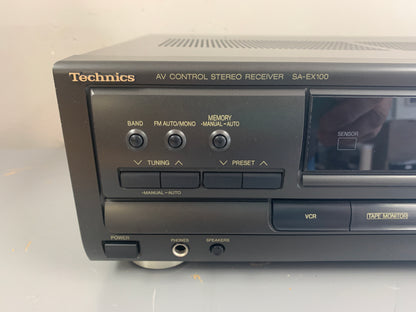 Technics AV CONTROL STEREO RECEIVER SA-EX100
MEMORY
BAND FM AUTO/MONO -MANUAL-AUTO
SENSOR
TUNING PRESET
-MANUAL-AUTO
VCR TAPE MONITOR
POWER PHONES SPEAKERS